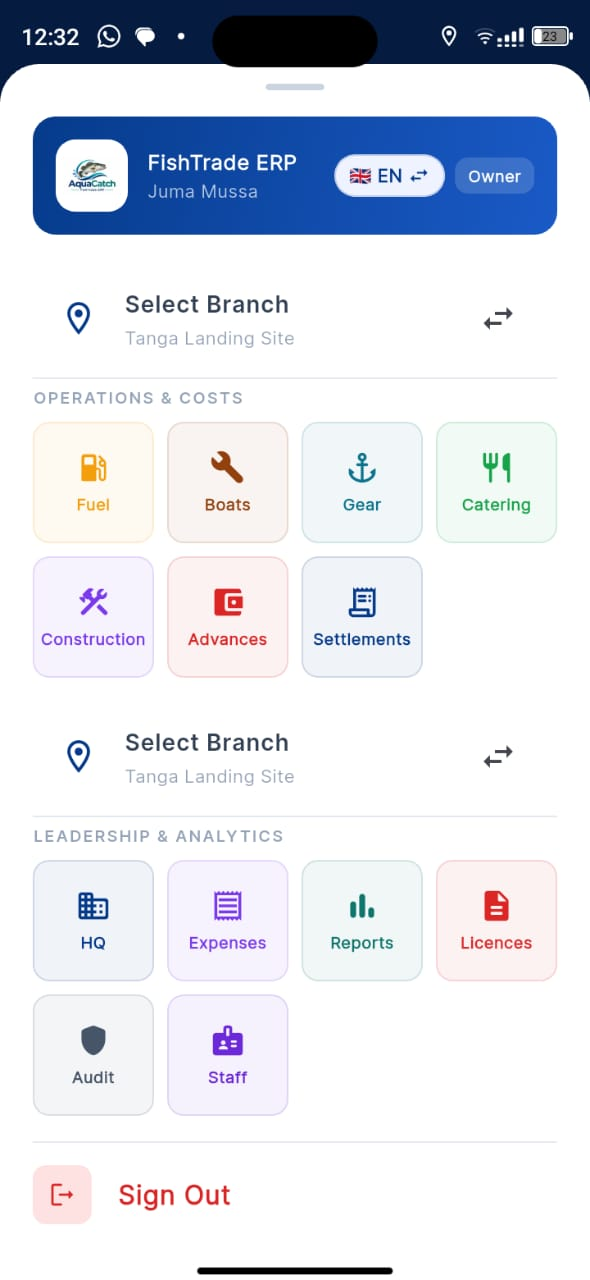 12:32
23
AquaCatch
FishTrade ERP
Juma Mussa
EN
Owner
Select Branch
Tanga Landing Site
OPERATIONS & COSTS
Fuel
Boats
Gear
Catering
Construction
Advances
Settlements
Select Branch
Tanga Landing Site
LEADERSHIP & ANALYTICS
HQ
Expenses
Reports
Licences
Audit
Staff
Sign Out